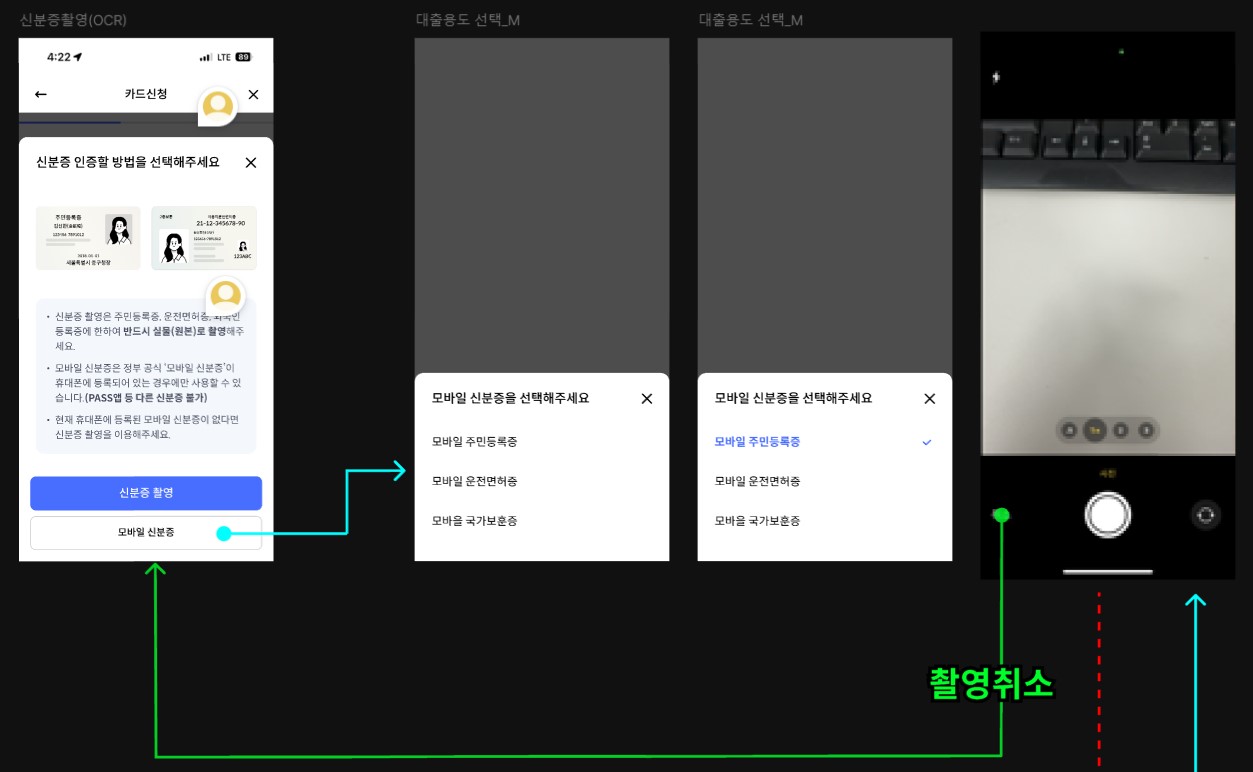 신분증촬영(OCR)
4:22
LTE 89
카드신청
신분증 인증할 방법을 선택해주세요
주민등록증
21-12-345678-90
123ABC
서울특별시 중구청장
• 신분증 촬영은 주민등록증, 운전면허증, 외국인
등록증에 한하여 반드시 실물(원본)로 촬영해주
세요.
• 모바일 신분증은 정부 공식 '모바일 신분증'이
휴대폰에 등록되어 있는 경우에만 사용할 수 있
습니다.(PASS앱 등 다른 신분증 불가)
• 현재 휴대폰에 등록된 모바일 신분증이 없다면
신분증 촬영을 이용해주세요.
신분증 촬영
모바일 신분증
대출용도 선택_M
모바일 신분증을 선택해주세요
모바일 주민등록증
모바일 운전면허증
모바을 국가보훈증
대출용도 선택_M
모바일 신분증을 선택해주세요
모바일 주민등록증
모바일 운전면허증
모바을 국가보훈증
촬영취소